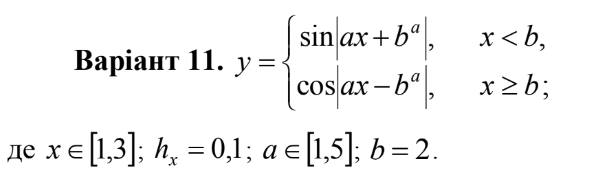 Варіант 11. y = { sin|ax + b^a|, x < b,
cos|ax − b^a|, x ≥ b;
де x ∈ [1,3]; h_x = 0,1; a ∈ [1,5]; b = 2.